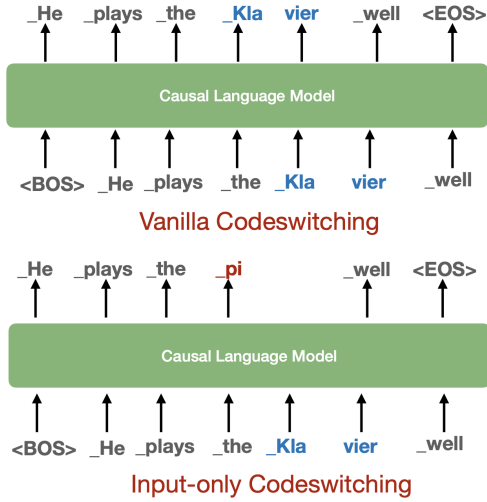 _He _plays _the _Kla vier _well <EOS>
Causal Language Model
<BOS> _He _plays _the _Kla vier _well
Vanilla Codeswitching
_He _plays _the _pi _well <EOS>
Causal Language Model
<BOS> _He _plays _the _Kla vier _well
Input-only Codeswitching